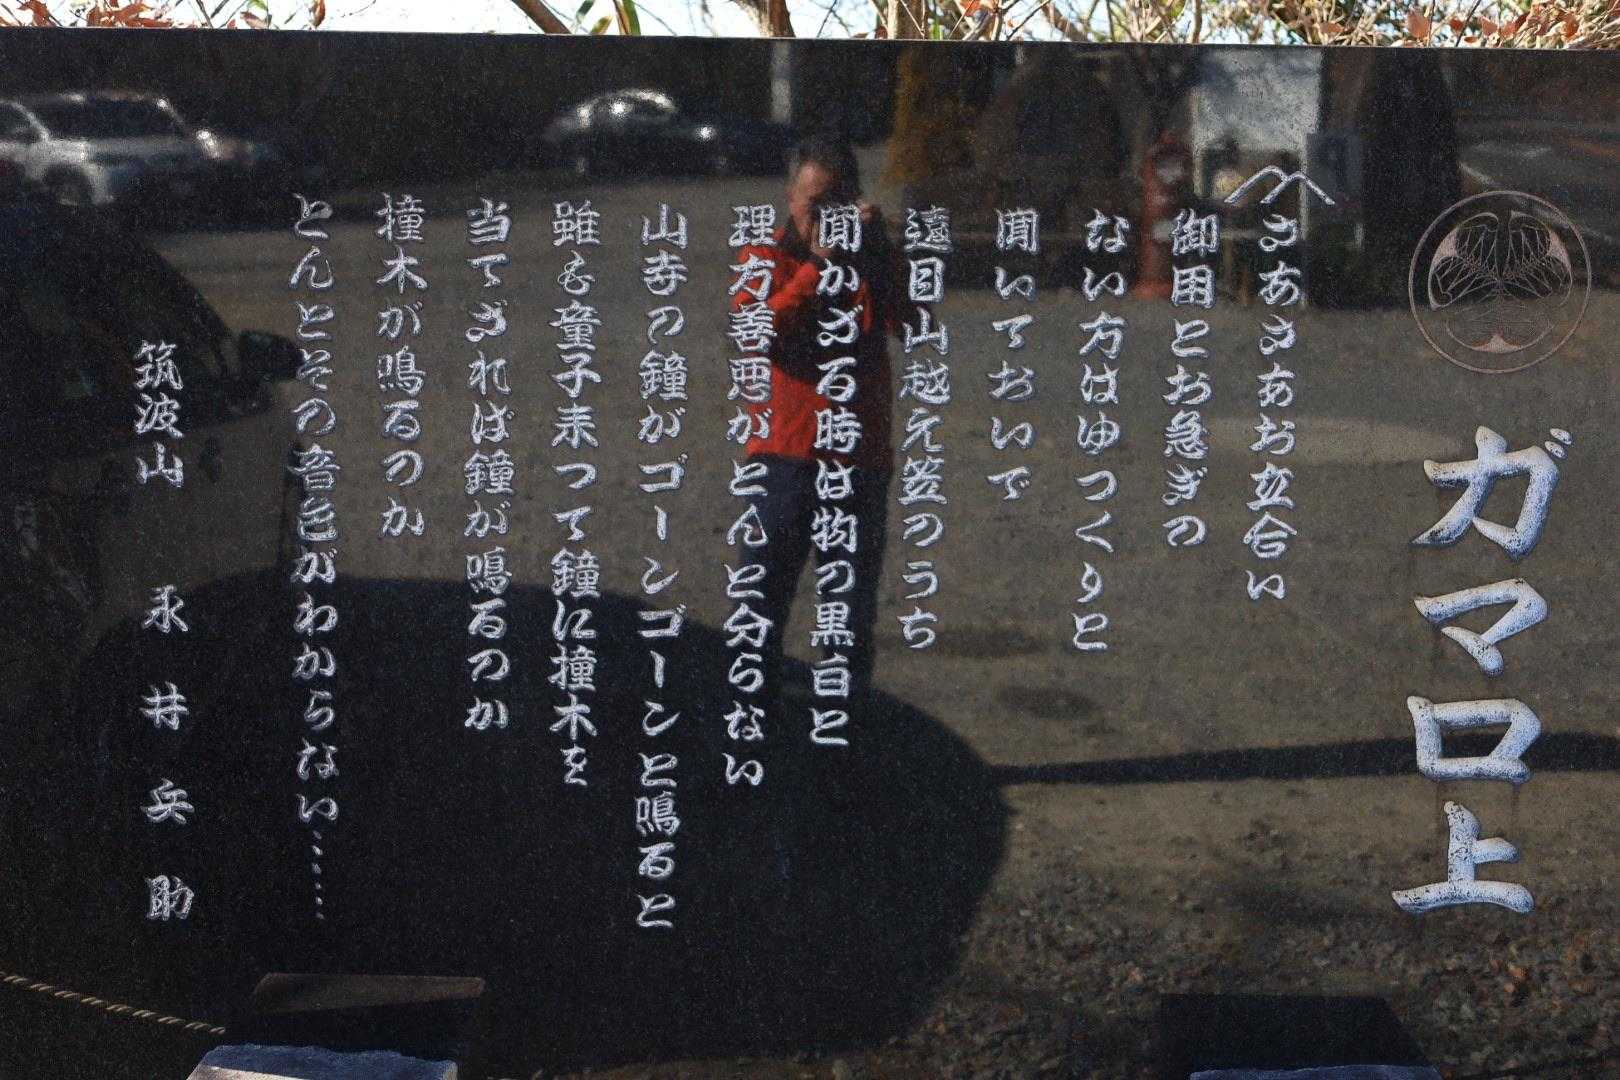 ガマ口上
さあさあお立合い
御用とお急ぎの
ない方はゆつくりと
聞いておいで
遠目山越え笠のうち
聞かざる時は物の黒白と
理方善悪がとんと分らない
山寺の鐘がゴーンゴーンと鳴ると
雖も童子来つて鐘に撞木を
当てざれば鐘が鳴るのか
撞木が鳴るのか
とんとその音色がわからない……
筑波山 永井兵助